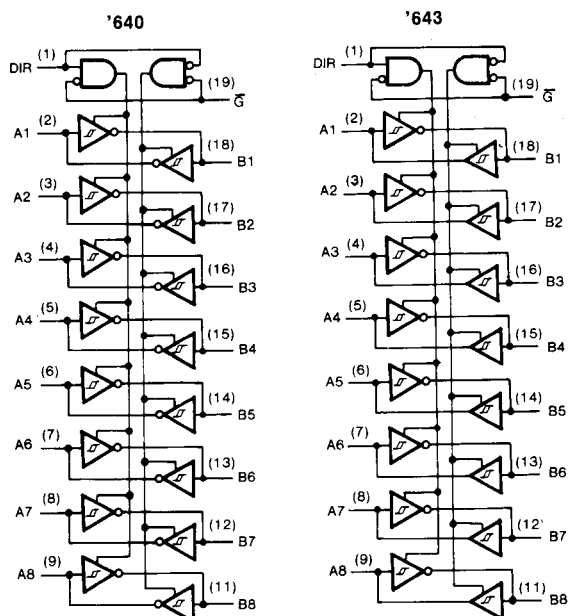 '640
(1)
DIR
(19)
G̅
(2)
A1
(18)
B1
(3)
A2
(17)
B2
(4)
A3
(16)
B3
(5)
A4
(15)
B4
(6)
A5
(14)
B5
(7)
A6
(13)
B6
(8)
A7
(12)
B7
(9)
A8
(11)
B8
'643
(1)
DIR
(19)
G̅
(2)
A1
(18)
B1
(3)
A2
(17)
B2
(4)
A3
(16)
B3
(5)
A4
(15)
B4
(6)
A5
(14)
B5
(7)
A6
(13)
B6
(8)
A7
(12)
B7
(9)
A8
(11)
B8